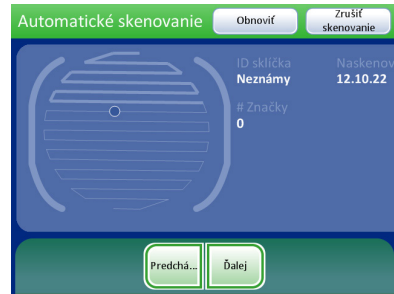 Automatické skenovanie
Obnoviť
Zrušiť
skenovanie
ID sklíčka
Naskenov
Neznámy
12.10.22
# Značky
0
Predchá...
Ďalej